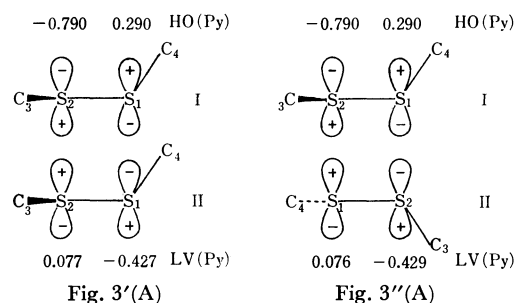 −0.790 0.290 HO(Py) −0.790 0.290 HO(Py)
C4 C4
− + − +
C3 S2 S1 I 3C S2 S1 I
+ − + −
C4
+ − + −
C3 S2 S1 II C4 S1 S2 II
− + − +
C3
0.077 −0.427 LV(Py) 0.076 −0.429 LV(Py)
Fig. 3′(A) Fig. 3″(A)